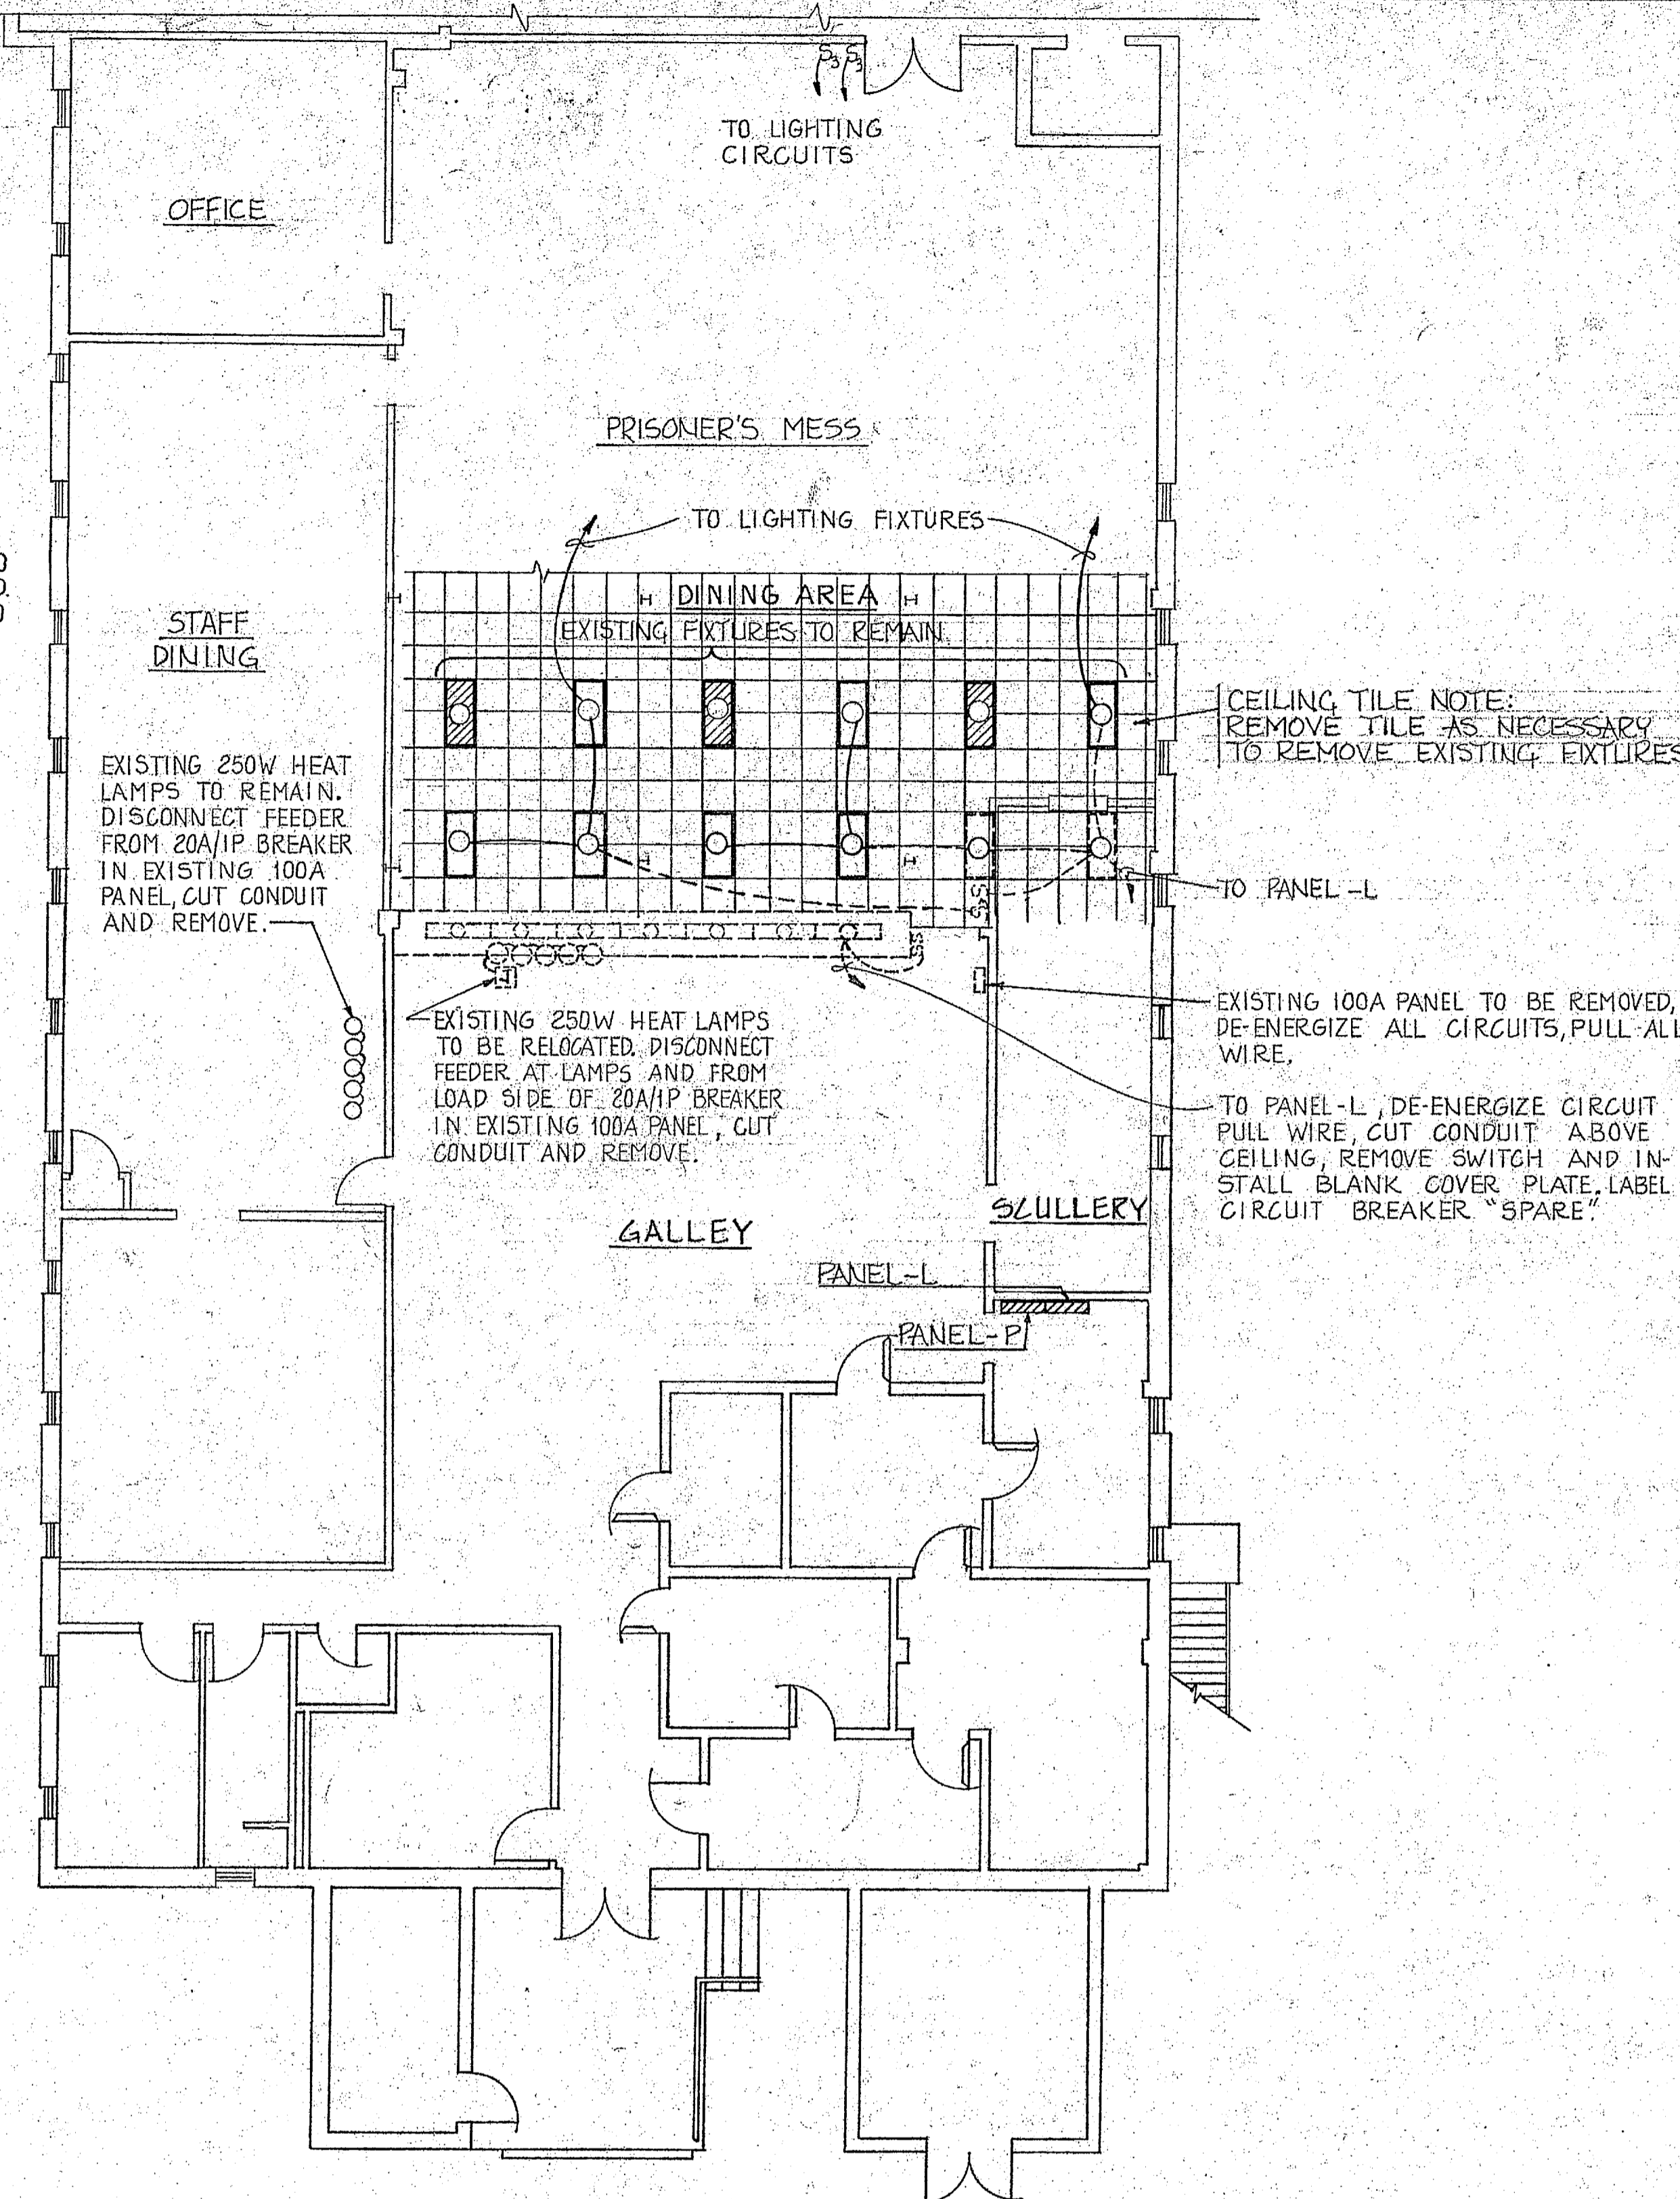 S3 S3
TO LIGHTING
CIRCUITS
OFFICE
PRISONER'S MESS
TO LIGHTING FIXTURES
DINING AREA
EXISTING FIXTURES TO REMAIN
STAFF
DINING
CEILING TILE NOTE:
REMOVE TILE AS NECESSARY
TO REMOVE EXISTING FIXTURES
EXISTING 250W HEAT
LAMPS TO REMAIN.
DISCONNECT FEEDER
FROM 20A/1P BREAKER
IN EXISTING 100A
PANEL, CUT CONDUIT
AND REMOVE.
TO PANEL-L
EXISTING 250W HEAT LAMPS
TO BE RELOCATED. DISCONNECT
FEEDER AT LAMPS AND FROM
LOAD SIDE OF 20A/1P BREAKER
IN EXISTING 100A PANEL, CUT
CONDUIT AND REMOVE.
EXISTING 100A PANEL TO BE REMOVED,
DE-ENERGIZE ALL CIRCUITS, PULL ALL
WIRE.
TO PANEL-L, DE-ENERGIZE CIRCUIT
PULL WIRE, CUT CONDUIT ABOVE
CEILING, REMOVE SWITCH AND IN-
STALL BLANK COVER PLATE. LABEL
CIRCUIT BREAKER "SPARE".
SCULLERY
GALLEY
PANEL-L
PANEL-P